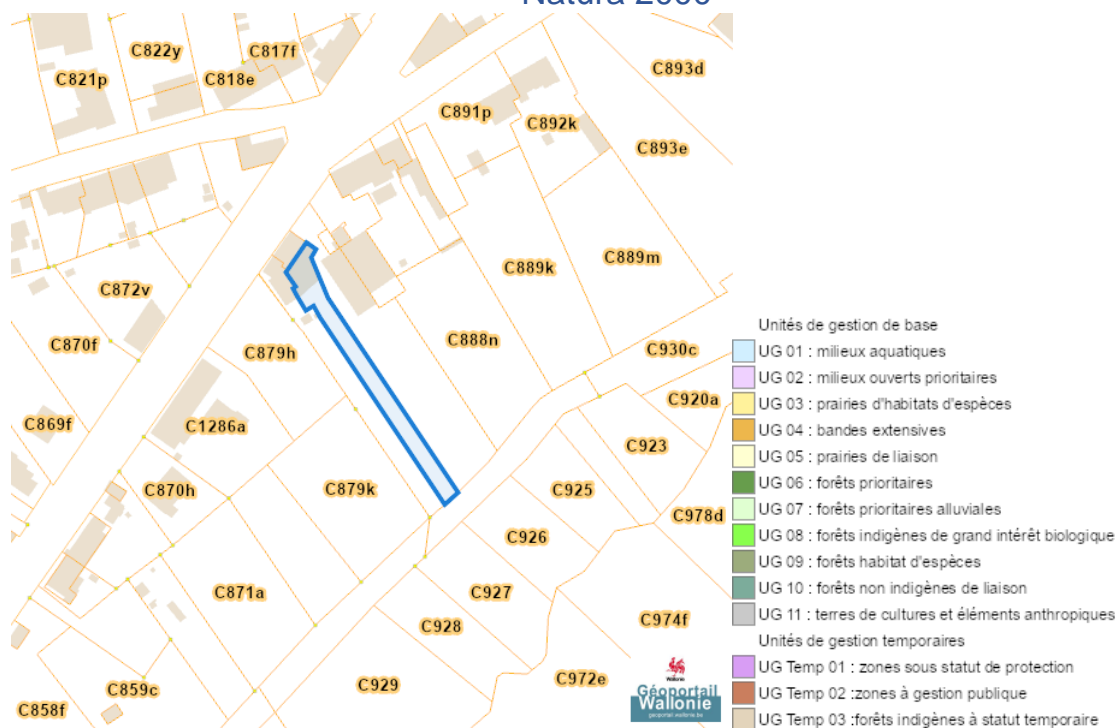 Natura 2000
C822y
C817f
C821p
C818e
C893d
C891p
C892k
C893e
C889m
C889k
C872v
C870f
C879h
C888n
C930c
C920a
C869f
C1286a
C923
C870h
C879k
C925
C978d
C926
C871a
C927
C974f
C928
C972e
C929
C859c
C858f
Wallonie
Géoportail
Wallonie
geoportail.wallonie.be
Unités de gestion de base
UG 01 : milieux aquatiques
UG 02 : milieux ouverts prioritaires
UG 03 : prairies d'habitats d'espèces
UG 04 : bandes extensives
UG 05 : prairies de liaison
UG 06 : forêts prioritaires
UG 07 : forêts prioritaires alluviales
UG 08 : forêts indigènes de grand intérêt biologique
UG 09 : forêts habitat d'espèces
UG 10 : forêts non indigènes de liaison
UG 11 : terres de cultures et éléments anthropiques
Unités de gestion temporaires
UG Temp 01 : zones sous statut de protection
UG Temp 02 :zones à gestion publique
UG Temp 03 :forêts indigènes à statut temporaire